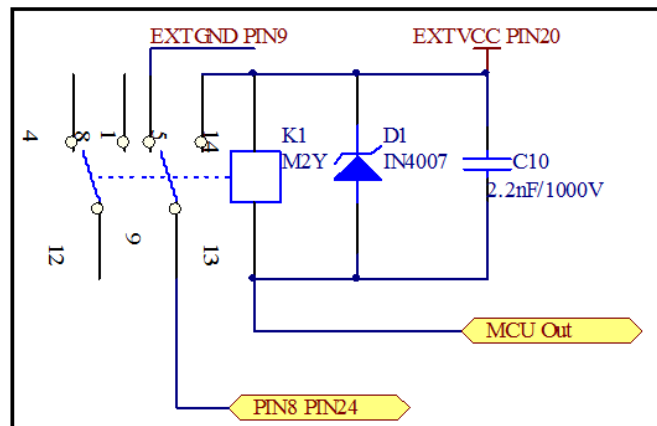 EXTGND PIN9
EXTVCC PIN20
4
8
1
5
14
K1
M2Y
D1
IN4007
C10
2.2nF/1000V
12
9
13
MCU Out
PIN8 PIN24